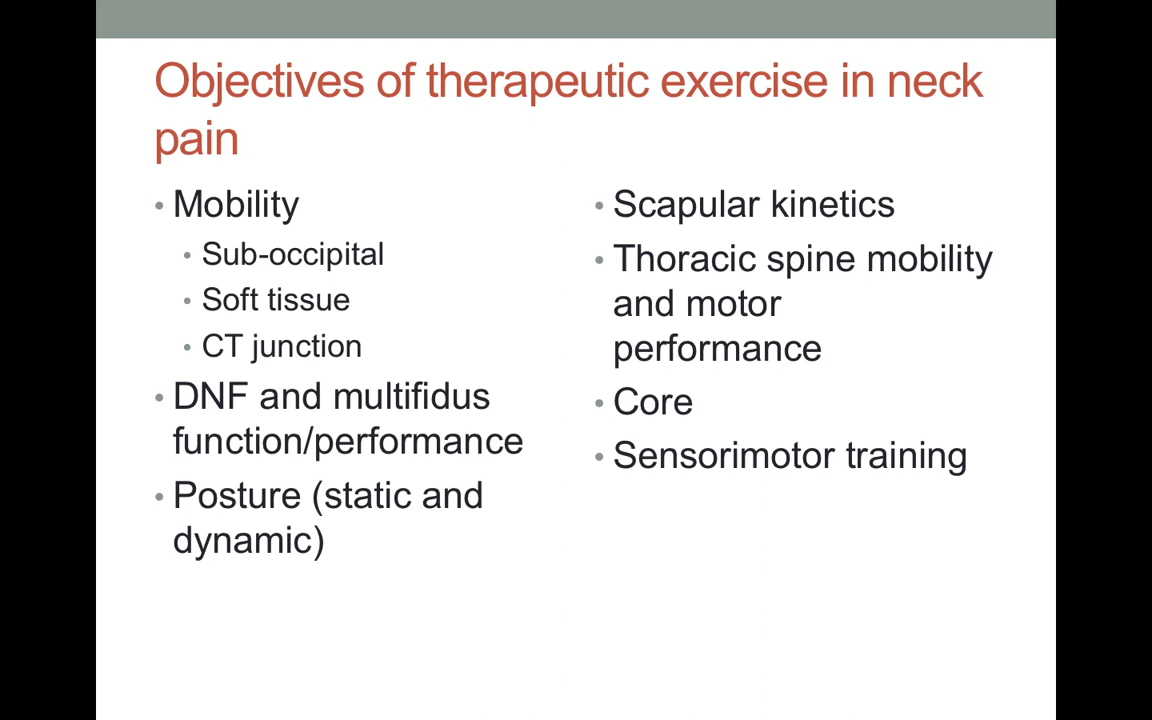 Objectives of therapeutic exercise in neck
pain
• Mobility
• Sub-occipital
• Soft tissue
• CT junction
• DNF and multifidus
function/performance
• Posture (static and
dynamic)
• Scapular kinetics
• Thoracic spine mobility
and motor
performance
• Core
• Sensorimotor training